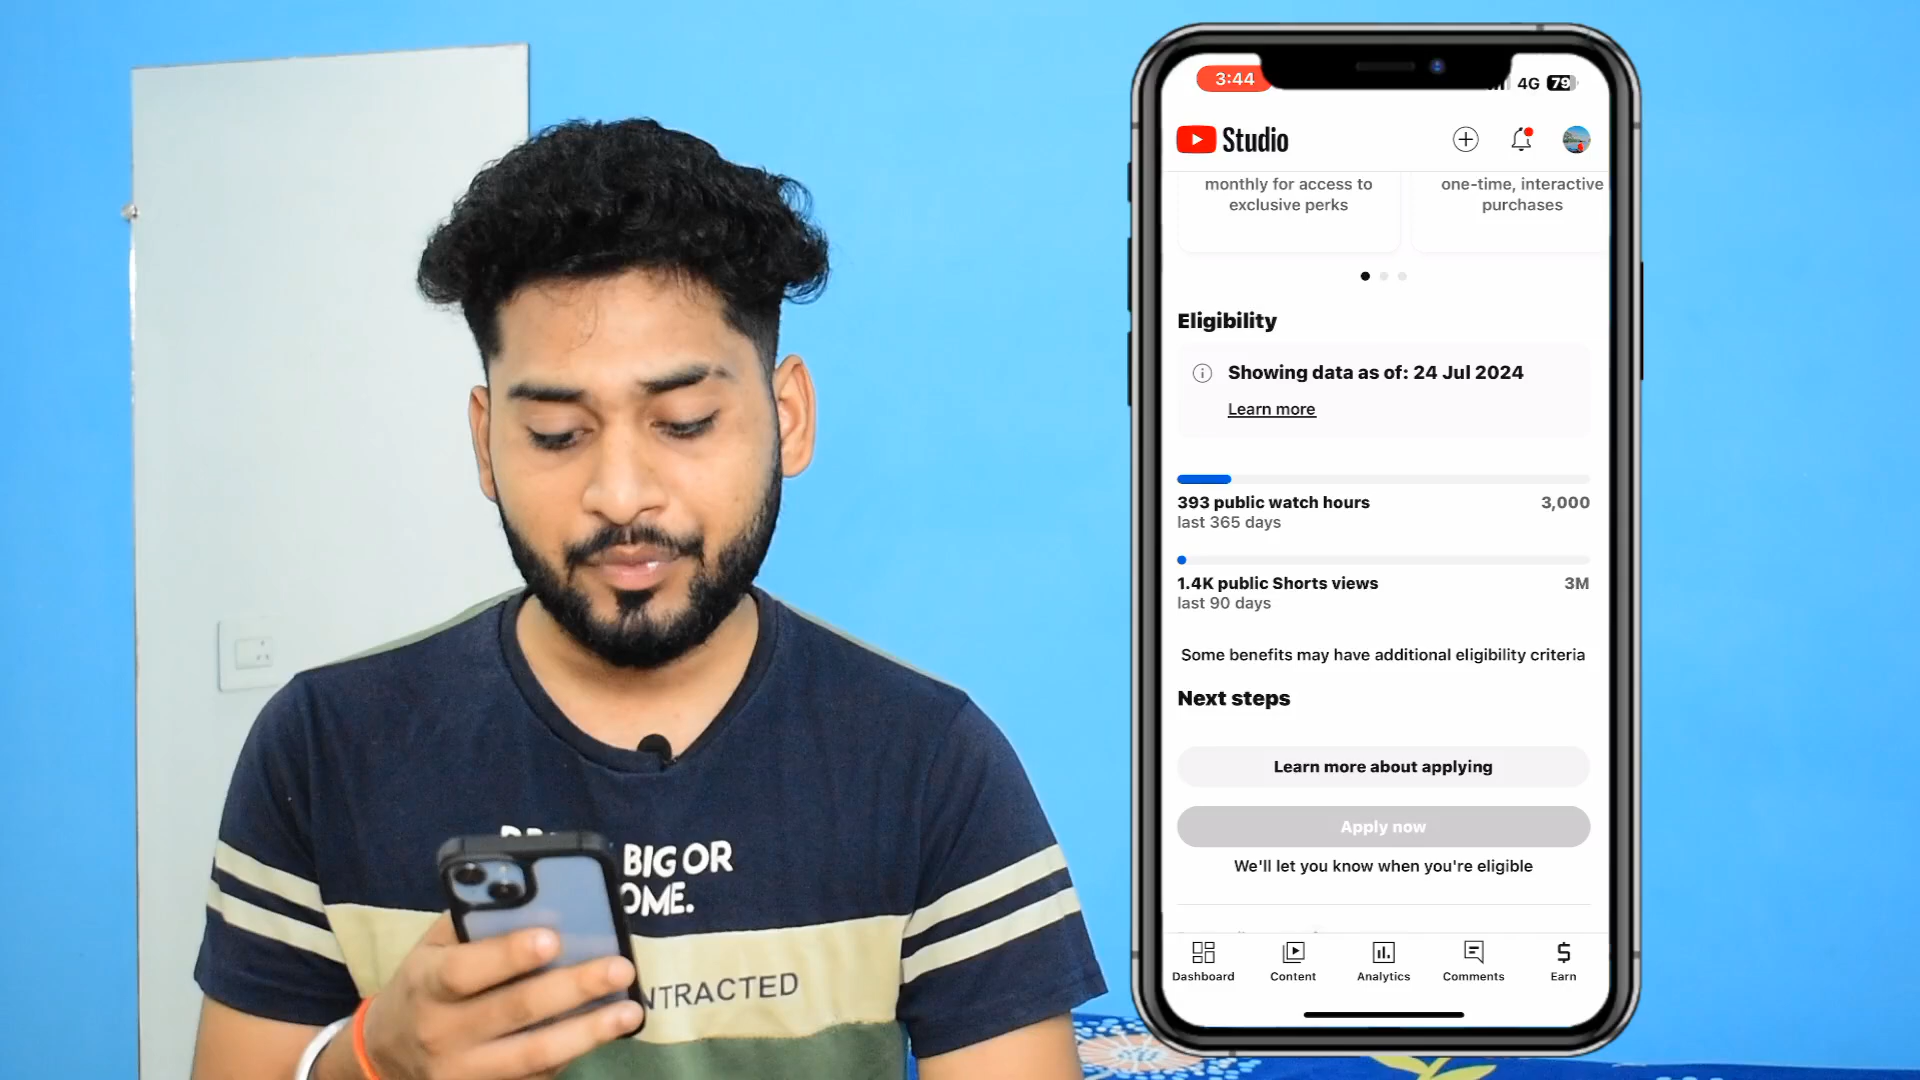 3:44
4G 79
Studio
monthly for access to
exclusive perks
one-time, interactive
purchases
Eligibility
Showing data as of: 24 Jul 2024
Learn more
393 public watch hours 3,000
last 365 days
1.4K public Shorts views 3M
last 90 days
Some benefits may have additional eligibility criteria
Next steps
Learn more about applying
Apply now
We'll let you know when you're eligible
Dashboard Content Analytics Comments Earn
BIG OR
OME.
NTRACTED